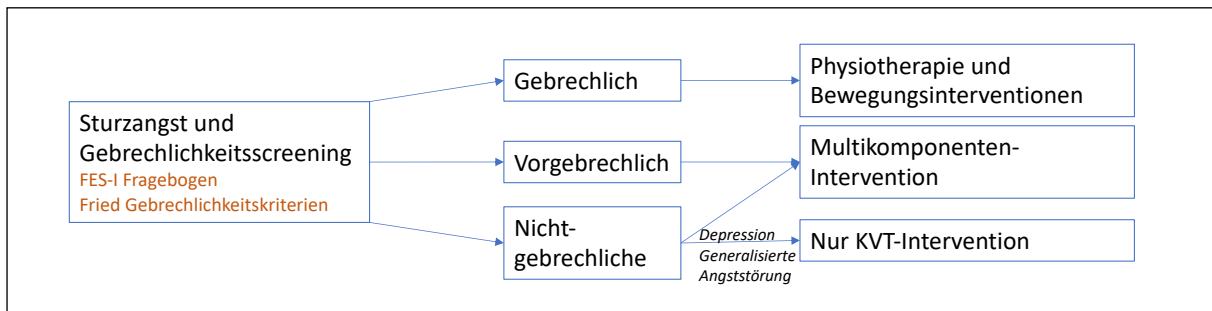 Sturzangst und
Gebrechlichkeitsscreening
FES-I Fragebogen
Fried Gebrechlichkeitskriterien
Gebrechlich
Vorgebrechlich
Nicht-
gebrechliche
Depression
Generalisierte
Angststörung
Physiotherapie und
Bewegungsinterventionen
Multikomponenten-
Intervention
Nur KVT-Intervention